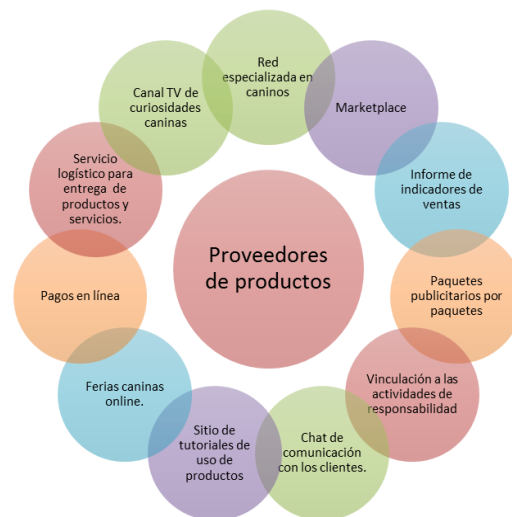 Red
especializada en
caninos
Marketplace
Informe de
indicadores de
ventas
Paquetes
publicitarios por
paquetes
Vinculación a las
actividades de
responsabilidad
Chat de
comunicación
con los clientes.
Sitio de
tutoriales de
uso de
productos
Ferias caninas
online.
Pagos en línea
Servicio
logístico para
entrega de
productos y
servicios.
Canal TV de
curiosidades
caninas
Proveedores
de productos